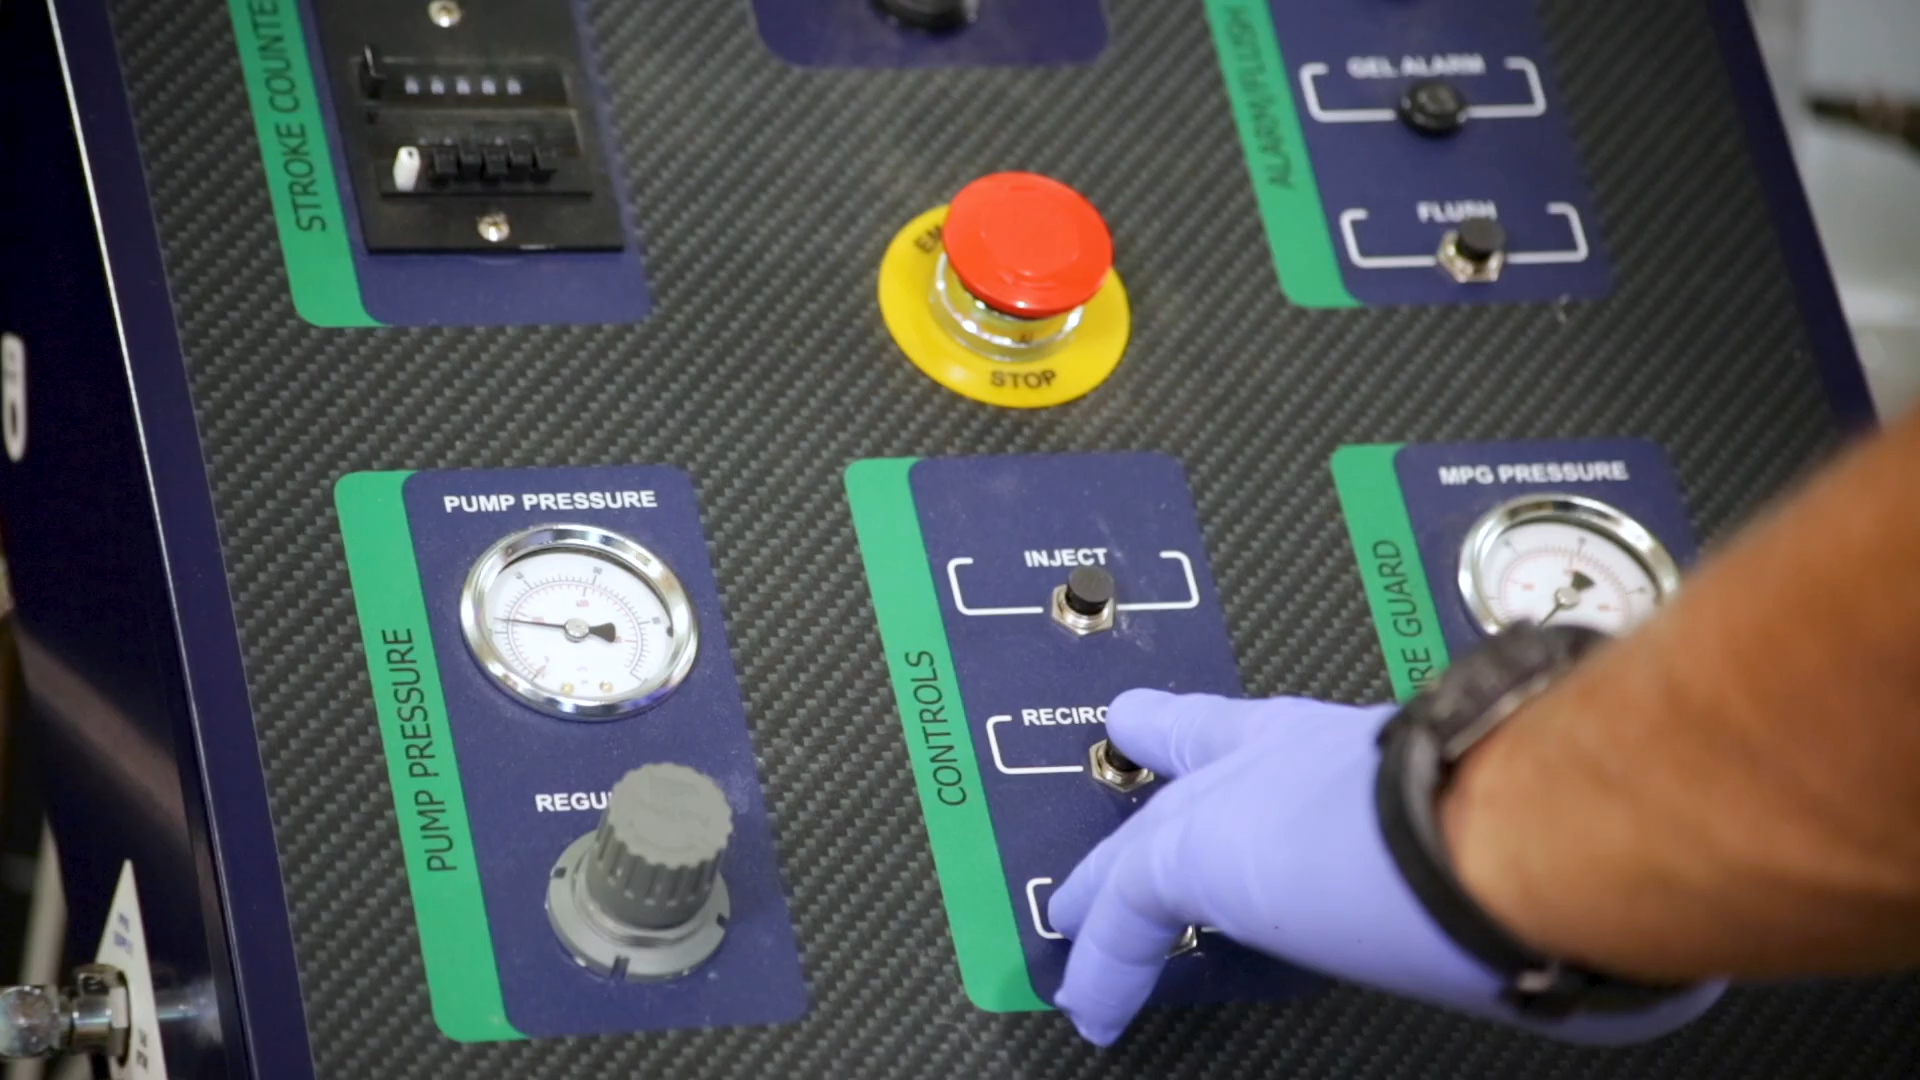 STROKE COUNTE
ALARM/FLUSH
GEL ALARM
FLUSH
STOP
PUMP PRESSURE
PUMP PRESSURE
REGU
CONTROLS
INJECT
RECIRC
MPG PRESSURE
RE GUARD